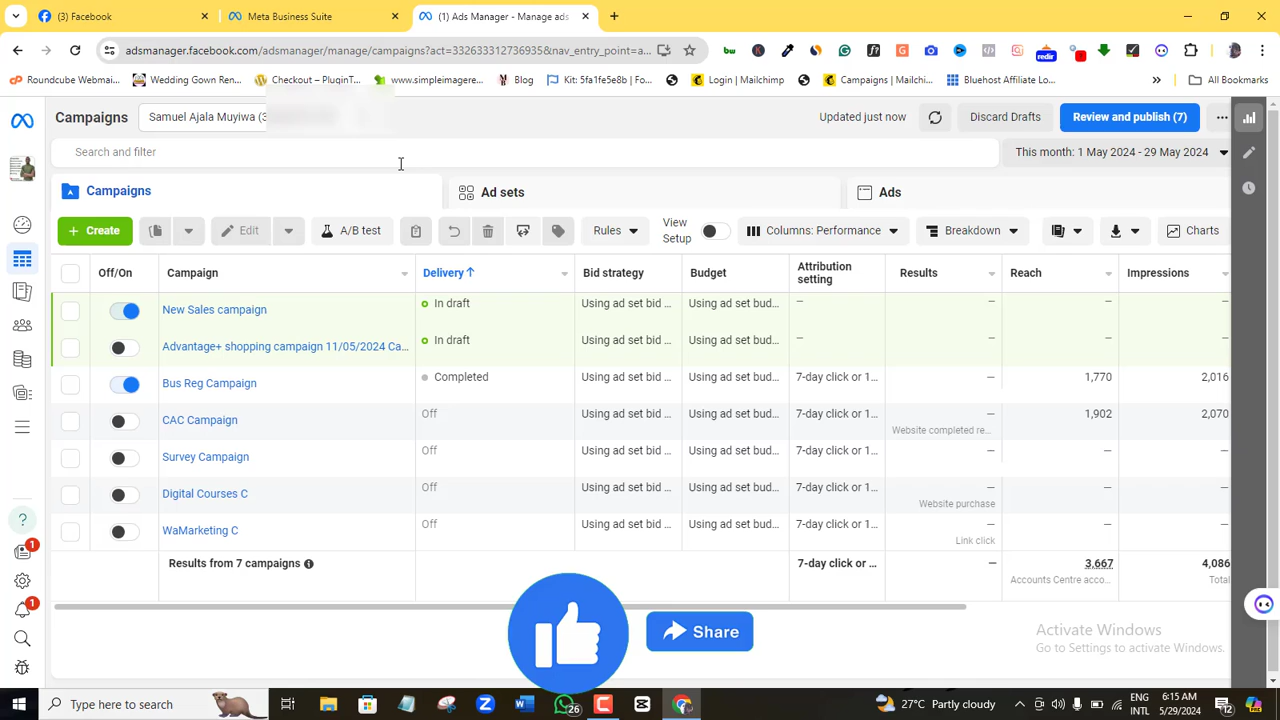 (3) Facebook
Meta Business Suite
(1) Ads Manager - Manage ads
adsmanager.facebook.com/adsmanager/manage/campaigns?act=332633312736935&nav_entry_point=a...
Roundcube Webmai...
Wedding Gown Ren...
Checkout – PluginT...
www.simpleimagere...
Blog
Kit: 5fa1fe5e8b | Fo...
Login | Mailchimp
Campaigns | Mailchi...
Bluehost Affiliate Lo...
All Bookmarks
Campaigns
Samuel Ajala Muyiwa (3
Updated just now
Discard Drafts
Review and publish (7)
Search and filter
This month: 1 May 2024 - 29 May 2024
Campaigns
Ad sets
Ads
+ Create
Edit
A/B test
Rules
View Setup
Columns: Performance
Breakdown
Charts
Off/On
Campaign
Delivery ↑
Bid strategy
Budget
Attribution setting
Results
Reach
Impressions
New Sales campaign
In draft
Using ad set bid ...
Using ad set bud...
—
—
—
—
Advantage+ shopping campaign 11/05/2024 Ca...
In draft
Using ad set bid ...
Using ad set bud...
—
—
—
—
Bus Reg Campaign
Completed
Using ad set bid ...
Using ad set bud...
7-day click or 1...
—
1,770
2,016
CAC Campaign
Off
Using ad set bid ...
Using ad set bud...
7-day click or 1...
—
Website completed re...
1,902
2,070
Survey Campaign
Off
Using ad set bid ...
Using ad set bud...
7-day click or 1...
—
—
—
Digital Courses C
Off
Using ad set bid ...
Using ad set bud...
7-day click or 1...
—
Website purchase
—
—
WaMarketing C
Off
Using ad set bid ...
Using ad set bud...
7-day click or 1...
—
Link click
—
—
Results from 7 campaigns
7-day click or ...
—
3,667
Accounts Centre acco...
4,086
Total
1
1
Share
Activate Windows
Go to Settings to activate Windows.
Type here to search
26
27°C Partly cloudy
ENG
INTL
6:15 AM
5/29/2024
12